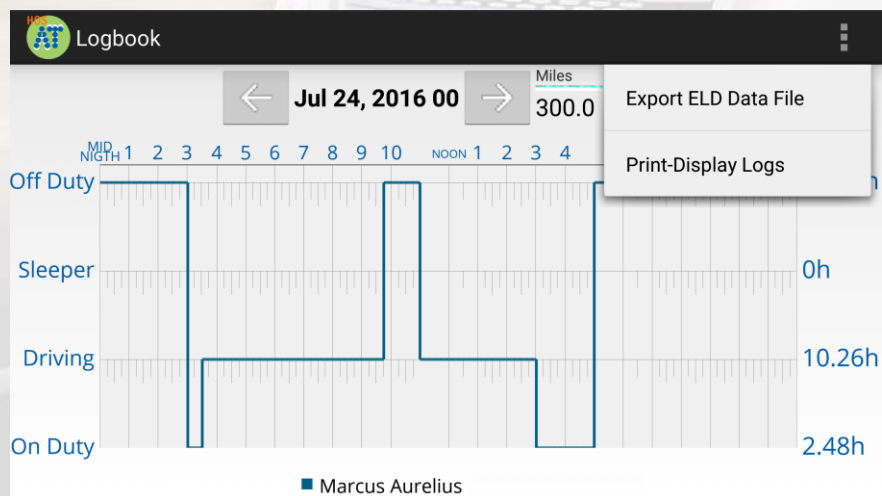 HOS
AT Logbook
Jul 24, 2016 00
Miles
300.0
Export ELD Data File
Print-Display Logs
MID
NIGTH 1 2 3 4 5 6 7 8 9 10 NOON 1 2 3 4
Off Duty
Sleeper 0h
Driving 10.26h
On Duty 2.48h
Marcus Aurelius